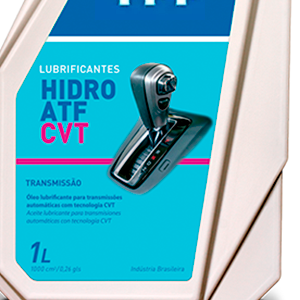 LUBRIFICANTES
HIDRO
ATF
CVT
TRANSMISSÃO
Óleo lubrificante para transmissões
automáticas com tecnologia CVT
Aceite lubricante para transmisiones
automáticas con tecnología CVT
1L
1000 cm³/0,26 gls
Indústria Brasileira